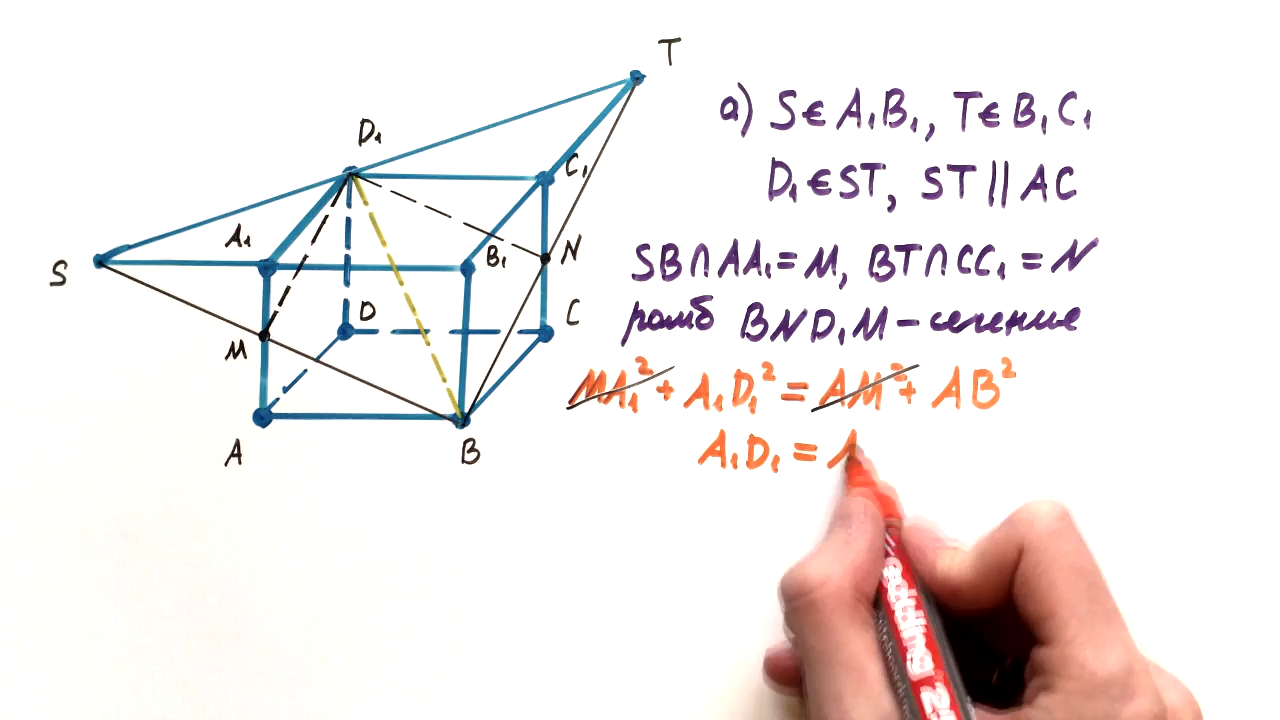 T
D₁
C₁
A₁
B₁
S
N
D
C
M
A
B
a) S∈A₁B₁, T∈B₁C₁
D₁∈ST, ST || AC
SB∩AA₁=M, BT∩CC₁=N
ромб BND₁M – сечение
MA₁² + A₁D₁² = AM² + AB²
A₁D₁ = A
edding 25